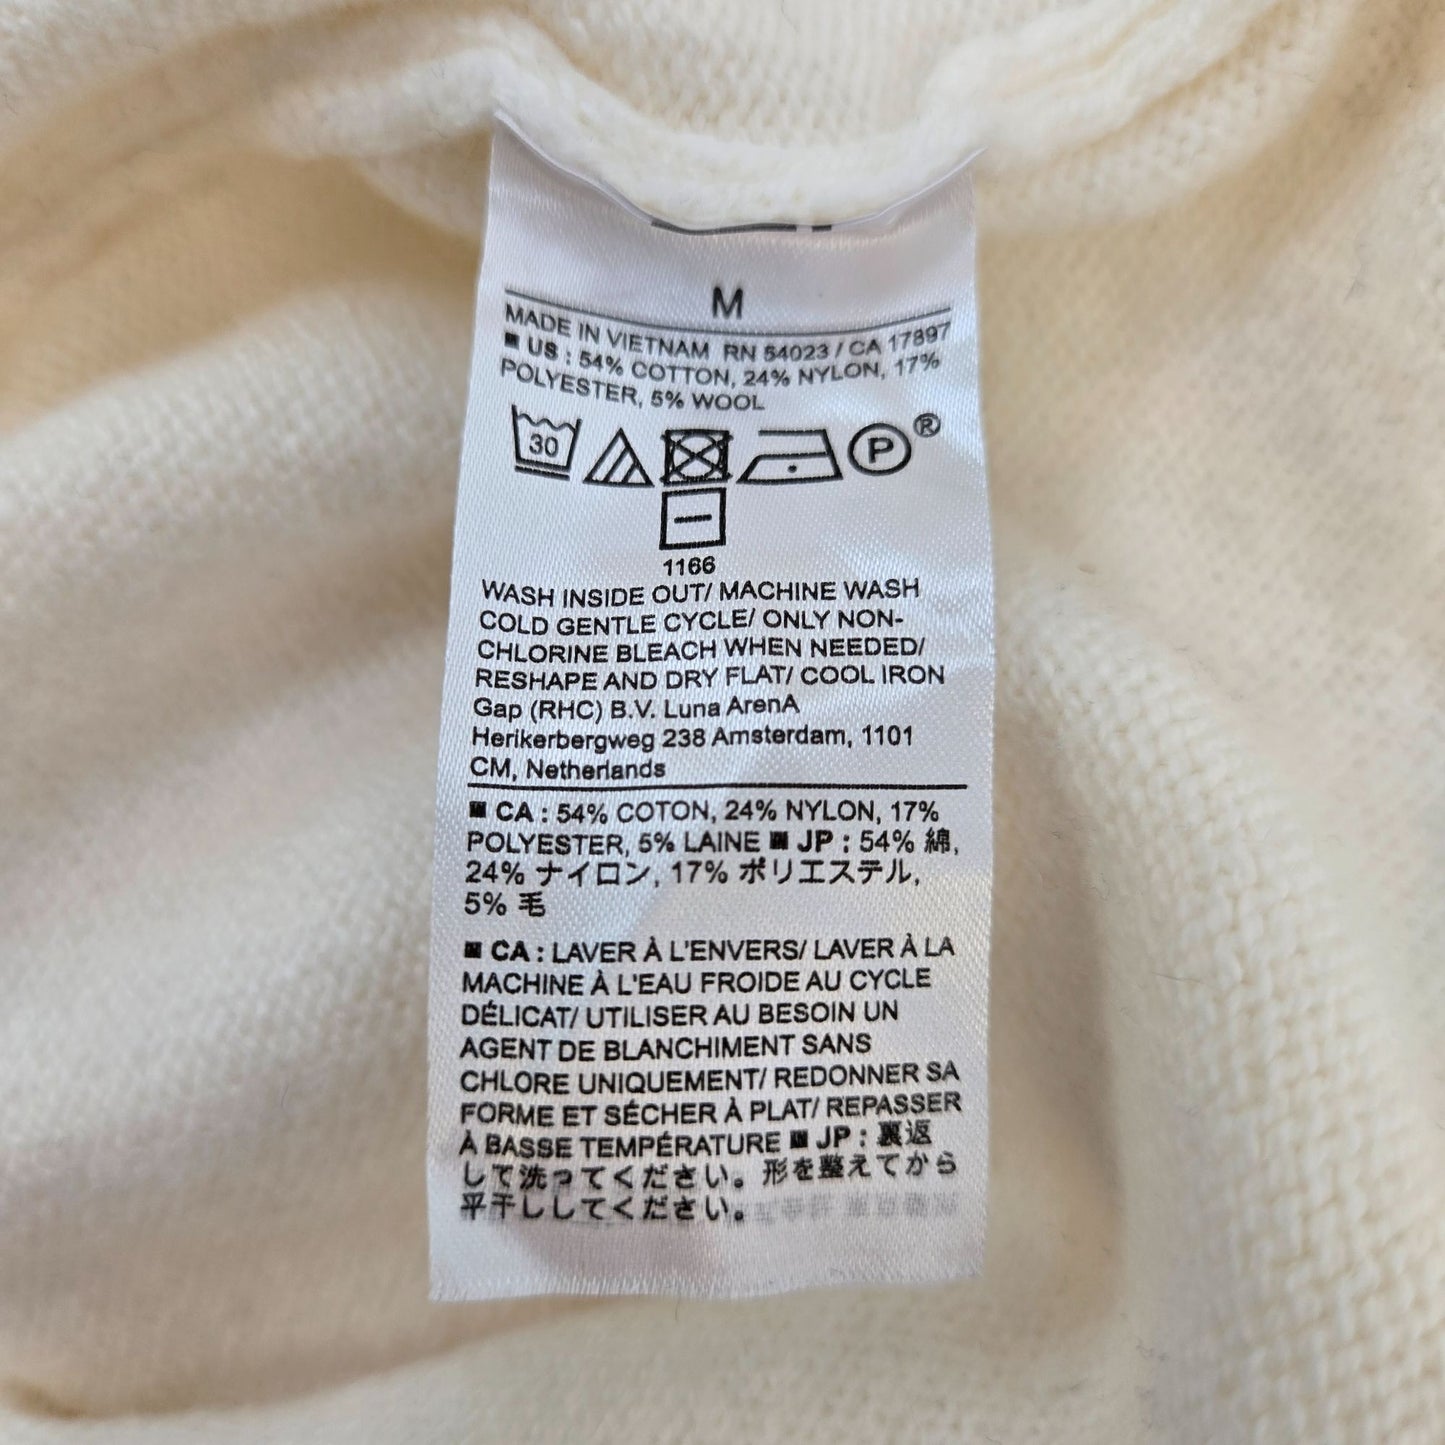 M
MADE IN VIETNAM RN 54023 / CA 17897
US : 54% COTTON, 24% NYLON, 17%
POLYESTER, 5% WOOL
30
P®
1166
WASH INSIDE OUT/ MACHINE WASH
COLD GENTLE CYCLE/ ONLY NON-
CHLORINE BLEACH WHEN NEEDED/
RESHAPE AND DRY FLAT/ COOL IRON
Gap (RHC) B.V. Luna ArenA
Herikerbergweg 238 Amsterdam, 1101
CM, Netherlands
CA : 54% COTON, 24% NYLON, 17%
POLYESTER, 5% LAINE JP : 54% 綿,
24% ナイロン, 17% ポリエステル,
5% 毛
CA : LAVER À L'ENVERS/ LAVER À LA
MACHINE À L'EAU FROIDE AU CYCLE
DÉLICAT/ UTILISER AU BESOIN UN
AGENT DE BLANCHIMENT SANS
CHLORE UNIQUEMENT/ REDONNER SA
FORME ET SÉCHER À PLAT/ REPASSER
À BASSE TEMPÉRATURE JP : 裏返
して洗ってください。形を整えてから
平干ししてください。